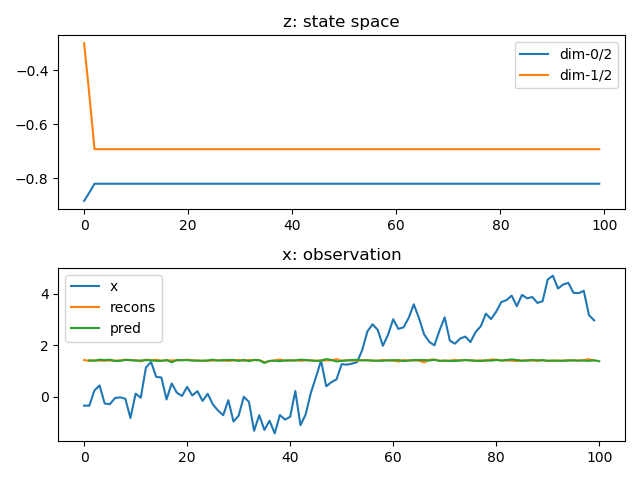 z: state space
dim-0/2
dim-1/2
−0.4
−0.6
−0.8
0 20 40 60 80 100
x: observation
x
recons
pred
4
2
0
0 20 40 60 80 100